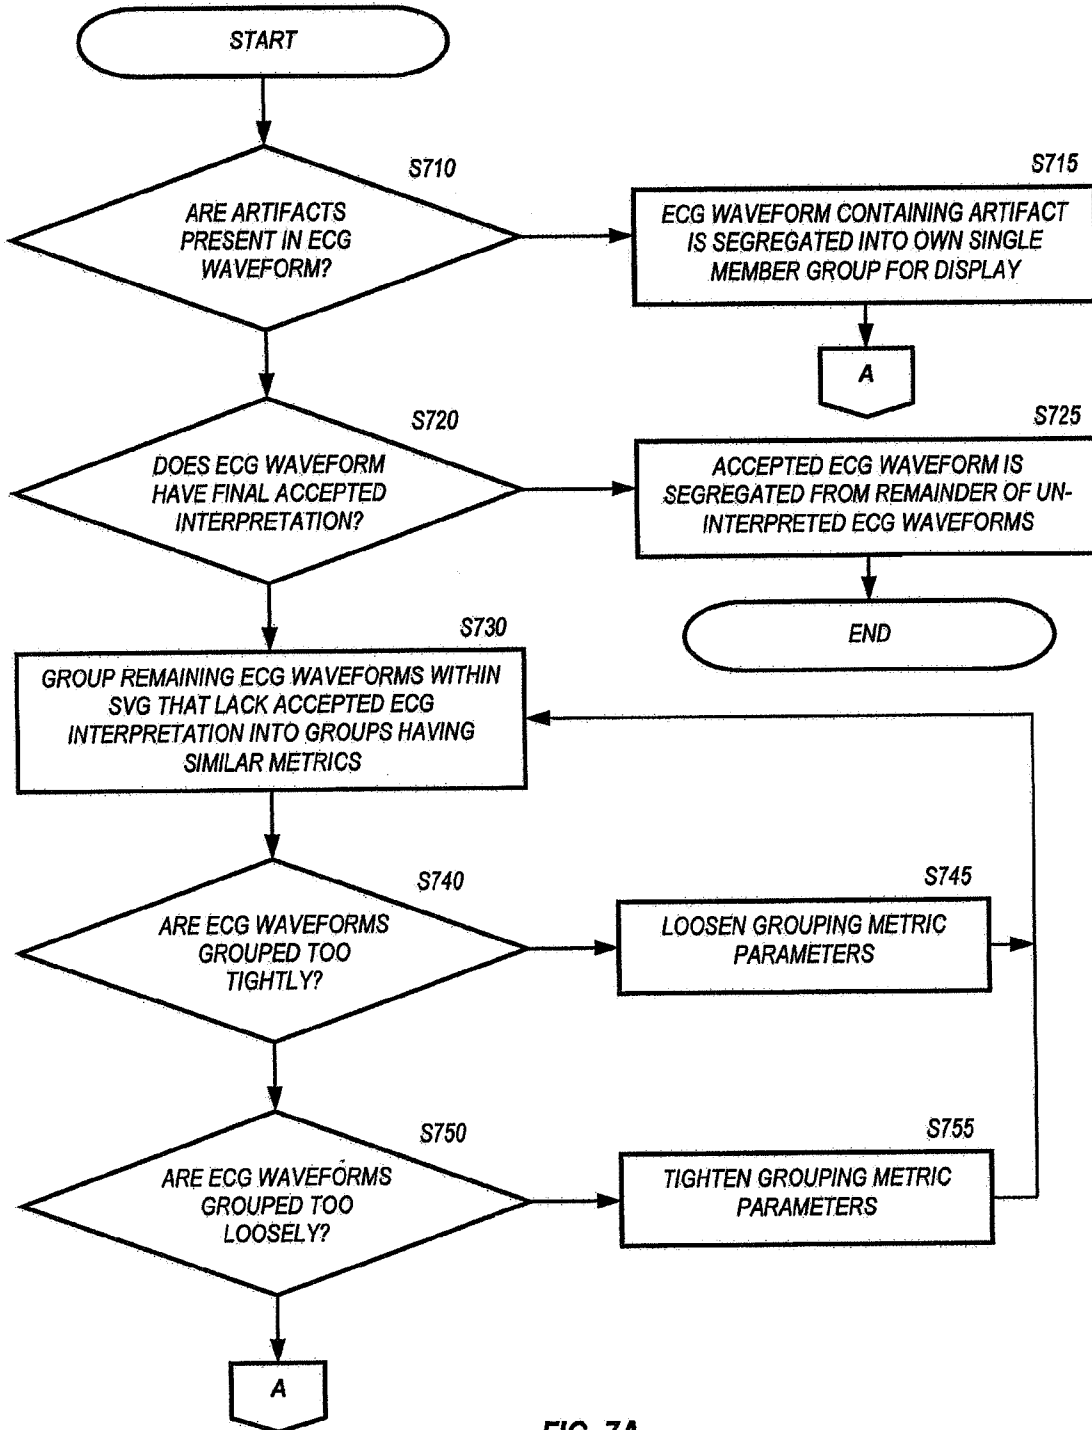 START
S710
ARE ARTIFACTS
PRESENT IN ECG
WAVEFORM?
S715
ECG WAVEFORM CONTAINING ARTIFACT
IS SEGREGATED INTO OWN SINGLE
MEMBER GROUP FOR DISPLAY
A
S720
DOES ECG WAVEFORM
HAVE FINAL ACCEPTED
INTERPRETATION?
S725
ACCEPTED ECG WAVEFORM IS
SEGREGATED FROM REMAINDER OF UN-
INTERPRETED ECG WAVEFORMS
END
S730
GROUP REMAINING ECG WAVEFORMS WITHIN
SVG THAT LACK ACCEPTED ECG
INTERPRETATION INTO GROUPS HAVING
SIMILAR METRICS
S740
ARE ECG WAVEFORMS
GROUPED TOO
TIGHTLY?
S745
LOOSEN GROUPING METRIC
PARAMETERS
S750
ARE ECG WAVEFORMS
GROUPED TOO
LOOSELY?
S755
TIGHTEN GROUPING METRIC
PARAMETERS
A
FIG. 7A